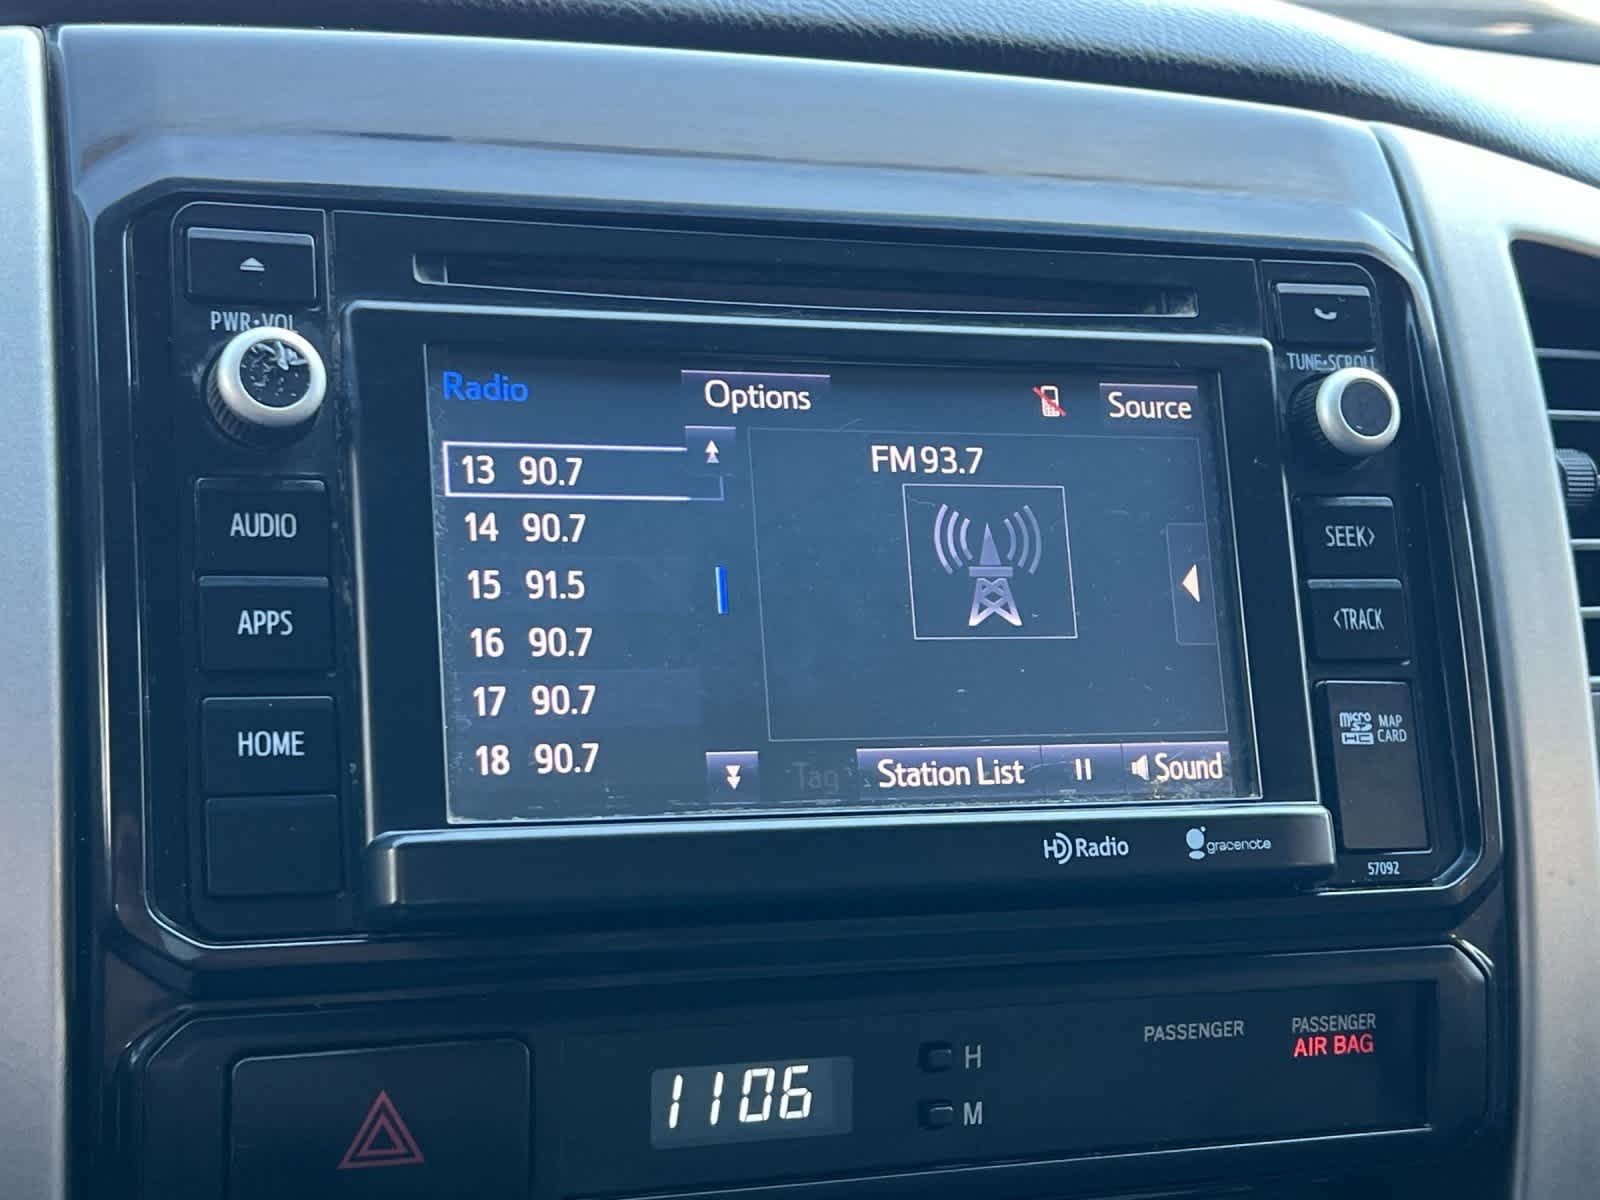 PWR•VOL
TUNE•SCROLL
Radio
Options
Source
13 90.7
14 90.7
15 91.5
16 90.7
17 90.7
18 90.7
FM 93.7
Tag
Station List
Sound
AUDIO
APPS
HOME
SEEK>
<TRACK
micro SD HC MAP CARD
HD Radio
gracenote
57092
PASSENGER
PASSENGER
AIR BAG
1106
H
M